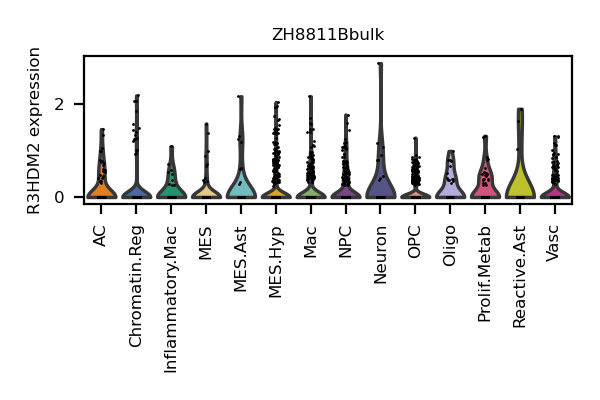 ZH8811Bbulk
R3HDM2 expression
2
0
AC
Chromatin.Reg
Inflammatory.Mac
MES
MES.Ast
MES.Hyp
Mac
NPC
Neuron
OPC
Oligo
Prolif.Metab
Reactive.Ast
Vasc